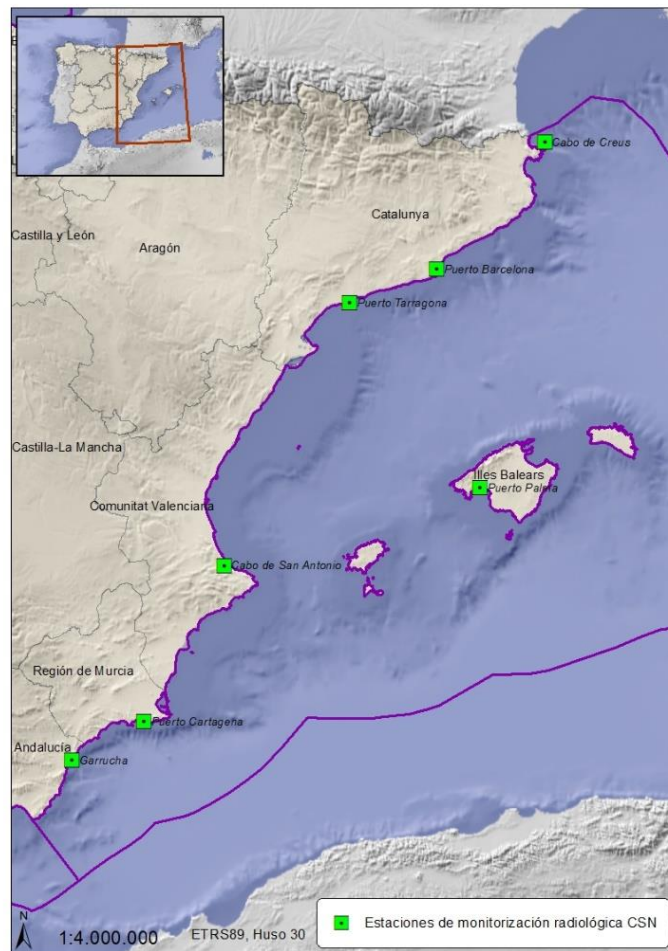 Cabo de Creus
Catalunya
Castilla y León
Aragón
Puerto Barcelona
Puerto Tarragona
Castilla-La Mancha
Illes Balears
Puerto Palma
Comunitat Valenciana
Cabo de San Antonio
Región de Murcia
Puerto Cartagena
Andalucía
Garrucha
N
1:4.000.000
ETRS89, Huso 30
Estaciones de monitorización radiológica CSN